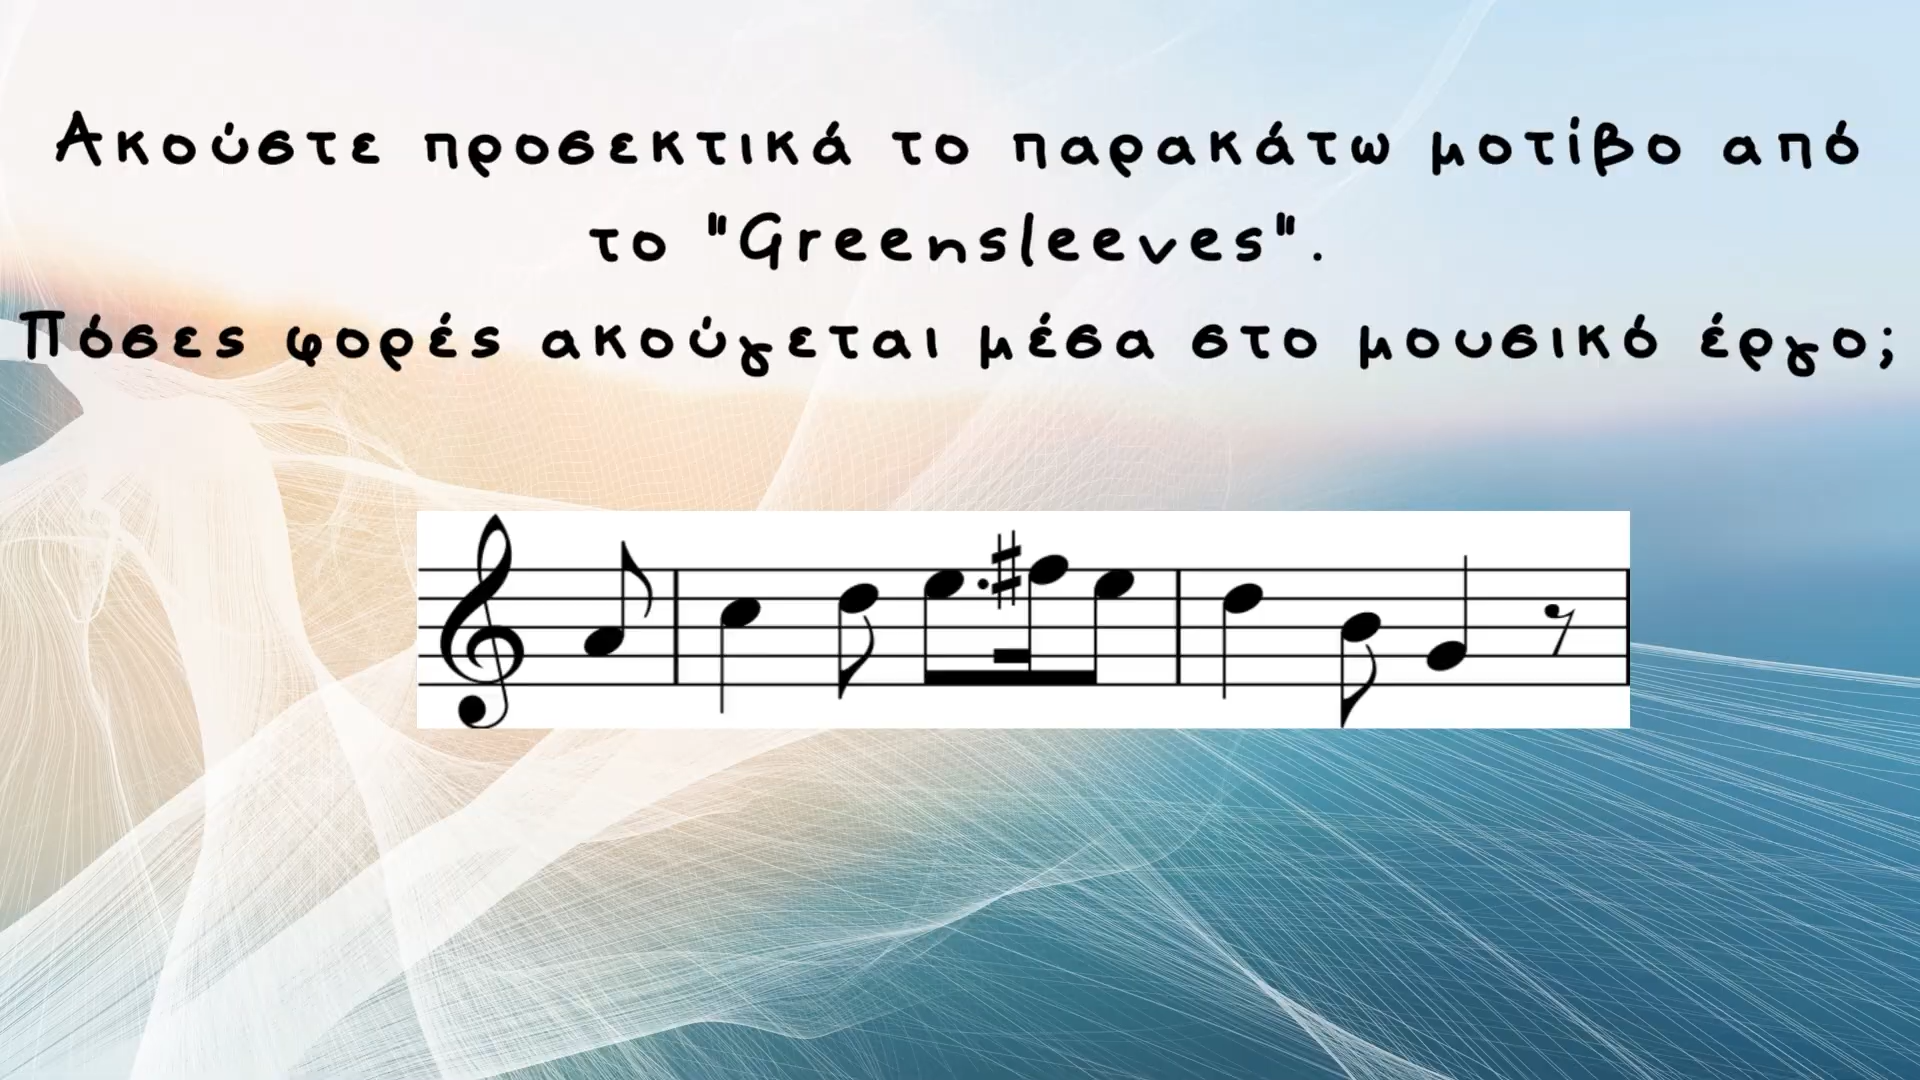 Ακούστε προσεκτικά το παρακάτω μοτίβο από
το "Greensleeves".
Πόσες φορές ακούγεται μέσα στο μουσικό έργο;